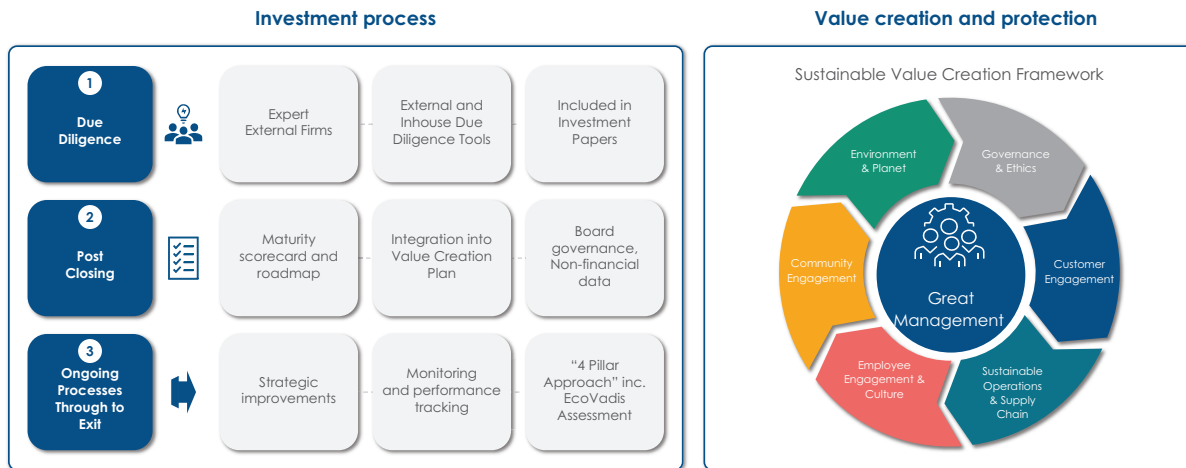 Investment process
Value creation and protection
1
Due
Diligence
Expert
External Firms
External and
Inhouse Due
Diligence Tools
Included in
Investment
Papers
2
Post
Closing
Maturity
scorecard and
roadmap
Integration into
Value Creation
Plan
Board
governance,
Non-financial
data
3
Ongoing
Processes
Through to
Exit
Strategic
improvements
Monitoring
and performance
tracking
“4 Pillar
Approach” inc.
EcoVadis
Assessment
Sustainable Value Creation Framework
Environment
& Planet
Governance
& Ethics
Community
Engagement
Customer
Engagement
Great
Management
Employee
Engagement &
Culture
Sustainable
Operations
& Supply
Chain